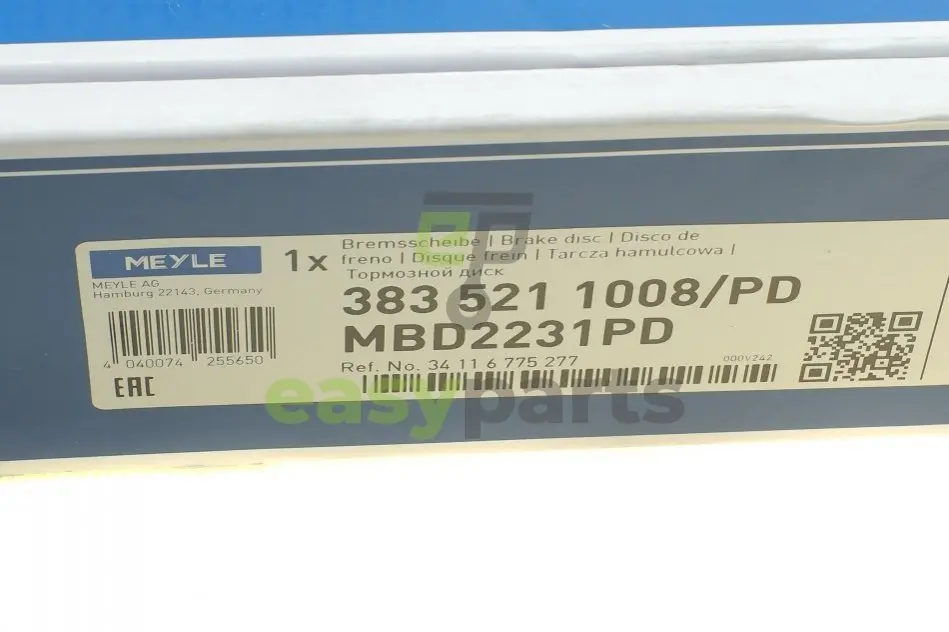 MEYLE
MEYLE AG
Hamburg 22143, Germany
4 040074 255650
EAC
1x
Bremsscheibe | Brake disc | Disco de
freno | Disque frein | Tarcza hamulcowa |
Тормозной диск
383 521 1008/PD
MBD2231PD
Ref. No. 34 11 6 775 277
000V242
easyparts